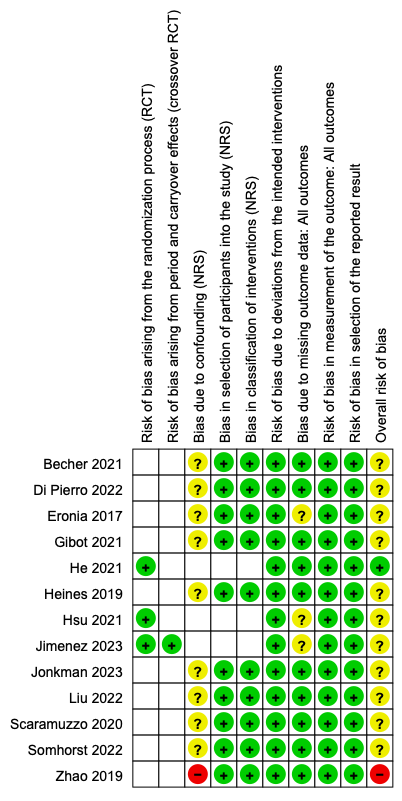 Risk of bias arising from the randomization process (RCT)
Risk of bias arising from period and carryover effects (crossover RCT)
Bias due to confounding (NRS)
Bias in selection of participants into the study (NRS)
Bias in classification of interventions (NRS)
Risk of bias due to deviations from the intended interventions
Bias due to missing outcome data: All outcomes
Risk of bias in measurement of the outcome: All outcomes
Risk of bias in selection of the reported result
Overall risk of bias
Becher 2021 ? + + + + + + ?
Di Pierro 2022 ? + + + + + + ?
Eronia 2017 ? + + + ? + + ?
Gibot 2021 ? + + + + + + ?
He 2021 + + + + + +
Heines 2019 ? + + + + + + ?
Hsu 2021 + + ? + + ?
Jimenez 2023 + + + ? + + ?
Jonkman 2023 ? + + + + + + ?
Liu 2022 ? + + + + + + ?
Scaramuzzo 2020 ? + + + + + + ?
Somhorst 2022 ? + + + + + + ?
Zhao 2019 − + + + + + + −